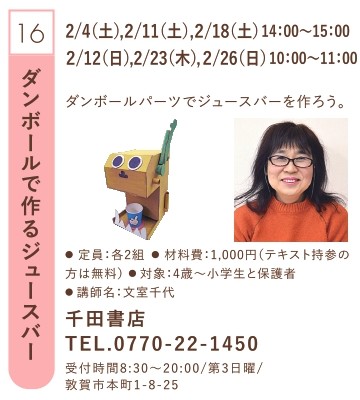 16
ダンボールで作るジュースバー
2/4(土),2/11(土),2/18(土)14:00〜15:00
2/12(日),2/23(木),2/26(日)10:00〜11:00
ダンボールパーツでジュースバーを作ろう。
● 定員:各2組 ● 材料費:1,000円(テキスト持参の
方は無料) ● 対象:4歳〜小学生と保護者
● 講師名:文室千代
千田書店
TEL.0770-22-1450
受付時間8:30〜20:00/第3日曜/
敦賀市本町1-8-25